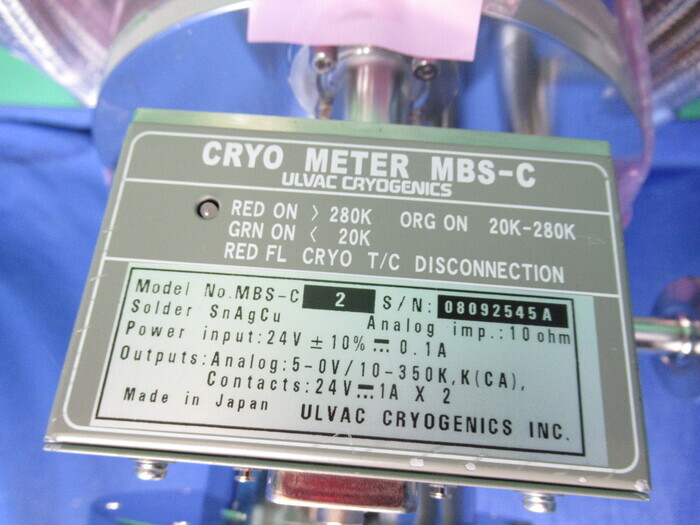 CRYO METER MBS-C
ULVAC CRYOGENICS
RED ON > 280K ORG ON 20K-280K
GRN ON < 20K
RED FL CRYO T/C DISCONNECTION
Model No.MBS-C 2 S/N: 08092545A
Solder SnAgCu Analog imp.:10ohm
Power input:24V ± 10% ⎓ 0.1A
Outputs:Analog:5-0V/10-350K,K(CA),
Contacts:24V⎓1A X 2
Made in Japan ULVAC CRYOGENICS INC.